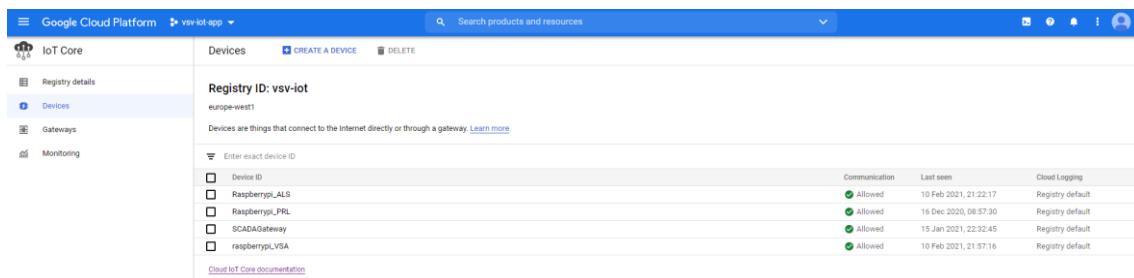 Google Cloud Platform vsv-iot-app Search products and resources
IoT Core
Devices CREATE A DEVICE DELETE
Registry details
Devices
Gateways
Monitoring
Registry ID: vsv-iot
europe-west1
Devices are things that connect to the Internet directly or through a gateway. Learn more
Enter exact device ID
Device ID Communication Last seen Cloud Logging
Raspberrypi_ALS Allowed 10 Feb 2021, 21:22:17 Registry default
Raspberrypi_PRL Allowed 16 Dec 2020, 08:57:30 Registry default
SCADAGateway Allowed 15 Jan 2021, 22:32:45 Registry default
raspberrypi_VSA Allowed 10 Feb 2021, 21:57:16 Registry default
Cloud IoT Core documentation